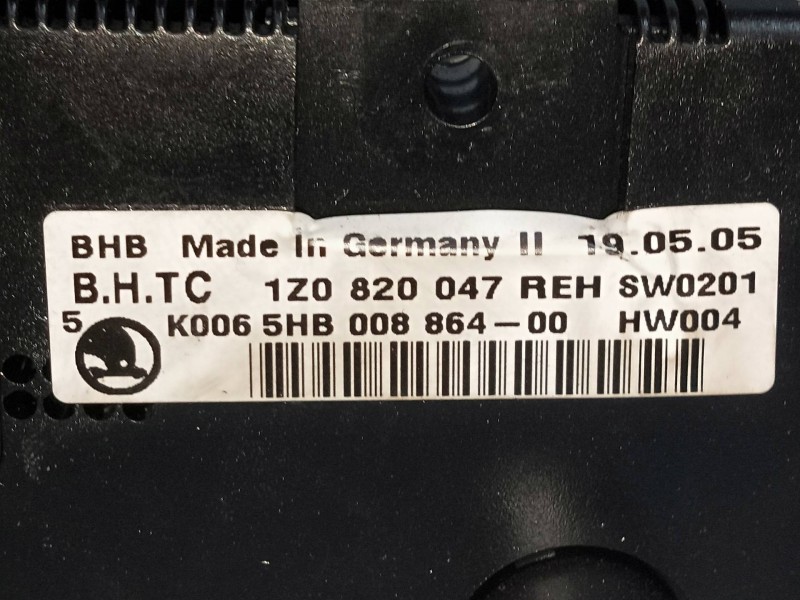 BHB Made In Germany II 19.05.05
B.H.TC 1Z0 820 047 REH SW0201
5 K006 5HB 008 864-00 HW004